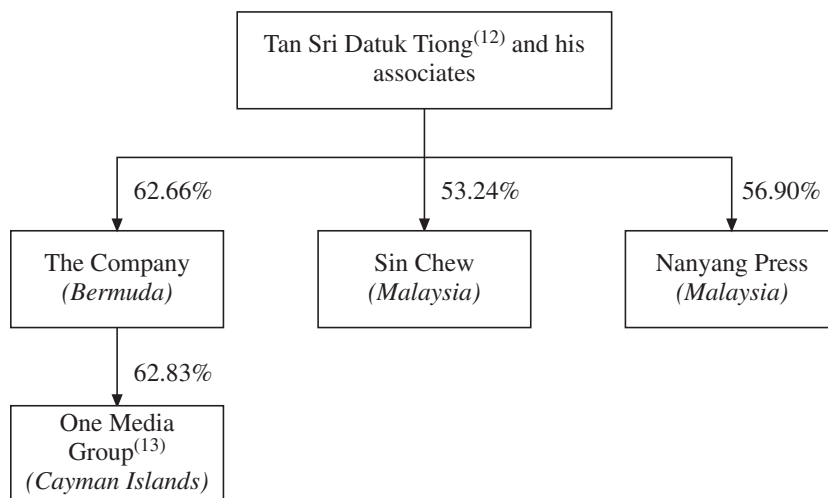 Tan Sri Datuk Tiong(12) and his
associates
62.66%
53.24%
56.90%
The Company
(Bermuda)
Sin Chew
(Malaysia)
Nanyang Press
(Malaysia)
62.83%
One Media
Group(13)
(Cayman Islands)